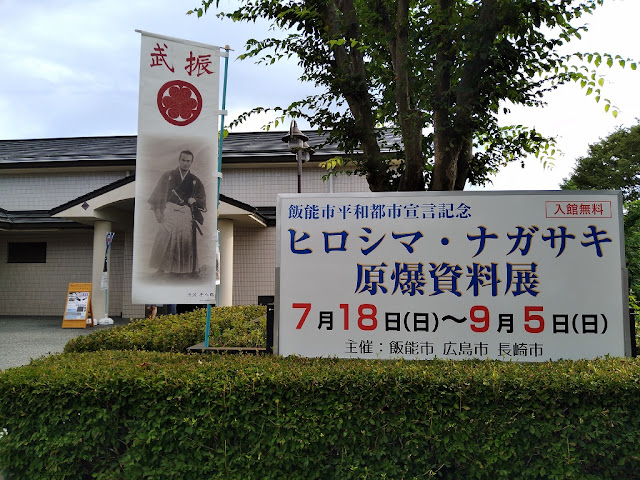 振武
飯能市平和都市宣言記念
入館無料
ヒロシマ・ナガサキ
原爆資料展
7月18日(日)~9月5日(日)
主催：飯能市 広島市 長崎市